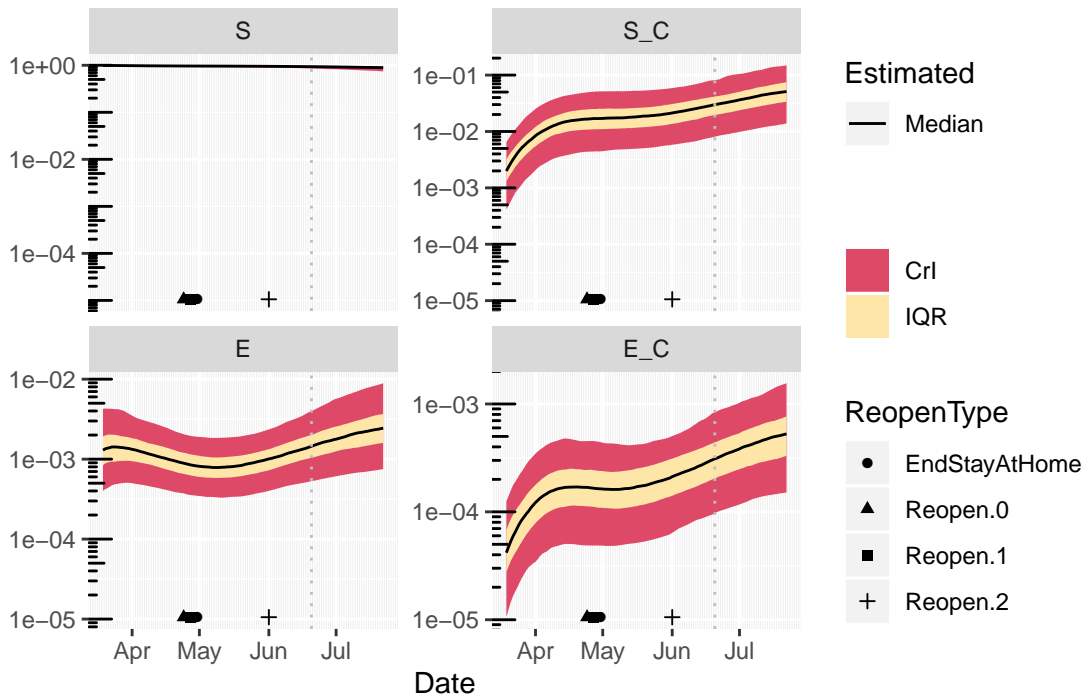 S
S_C
1e+00
1e−02
1e−04
1e−01
1e−02
1e−03
1e−04
1e−05
E
E_C
1e−02
1e−03
1e−04
1e−05
1e−03
1e−04
1e−05
Apr May Jun Jul
Apr May Jun Jul
Date
Estimated
Median
CrI
IQR
ReopenType
EndStayAtHome
Reopen.0
Reopen.1
Reopen.2